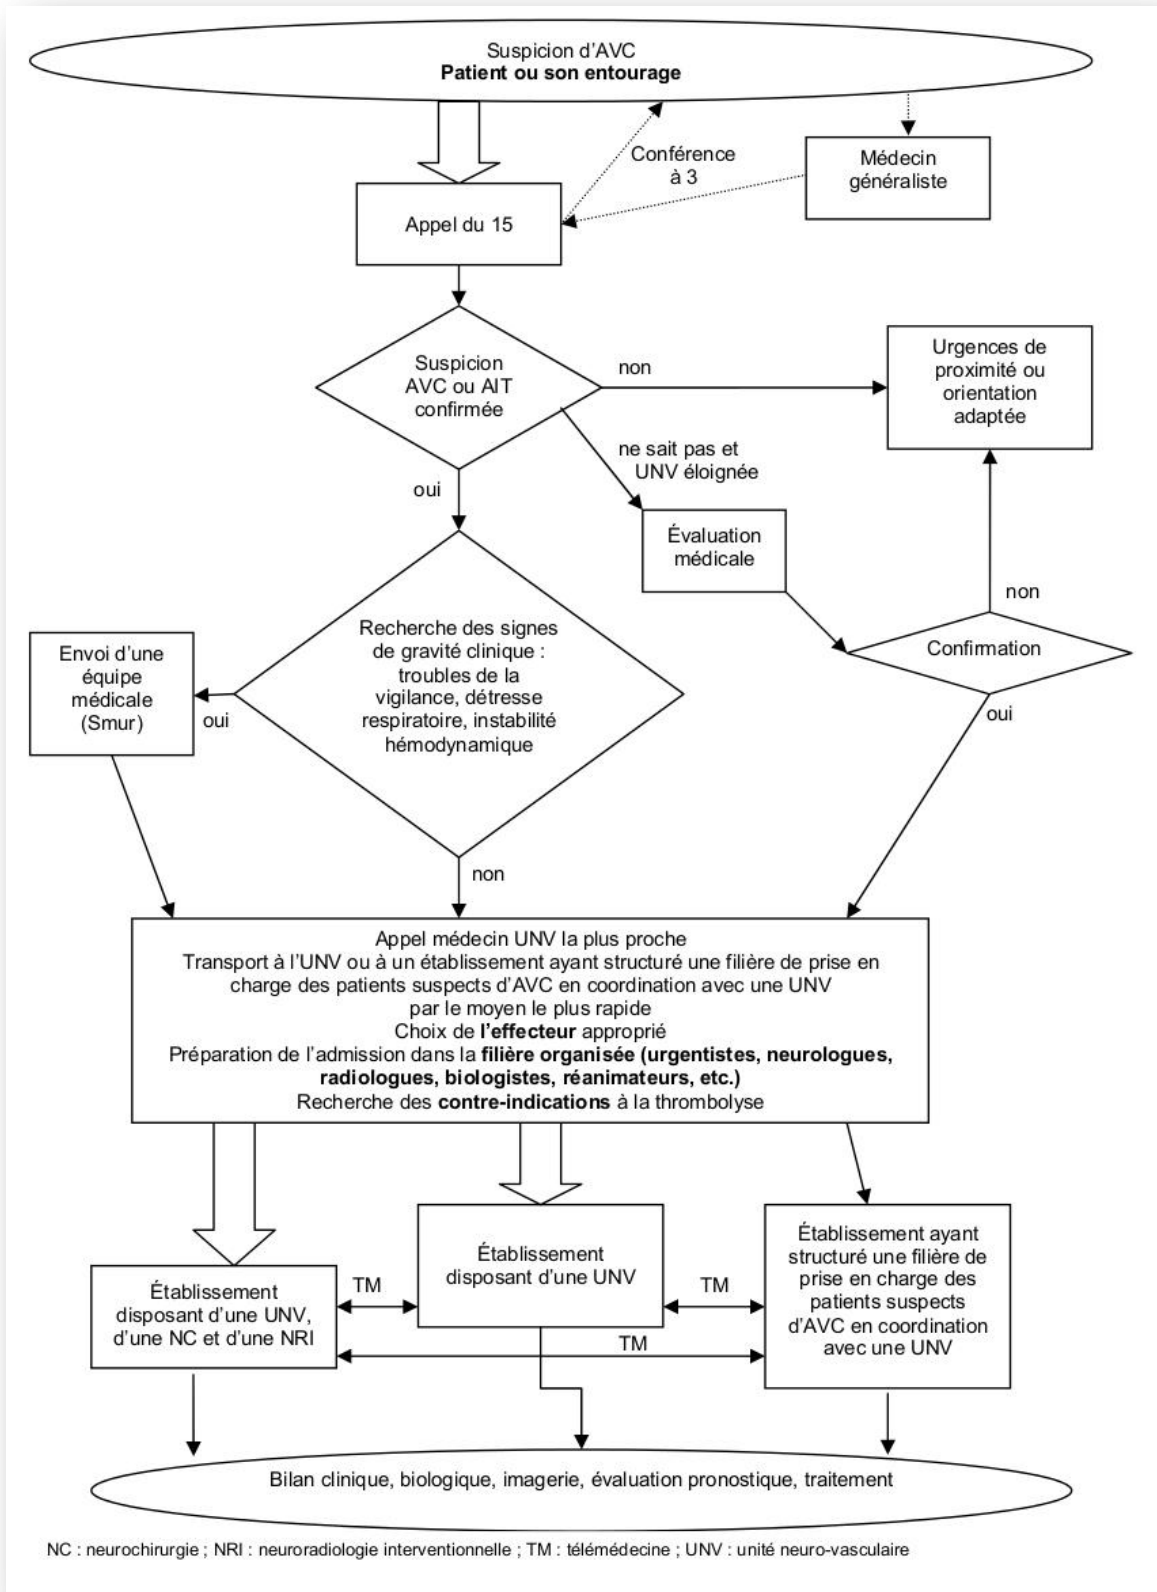 Suspicion d'AVC
Patient ou son entourage
Conférence
à 3
Médecin
généraliste
Appel du 15
Suspicion
AVC ou AIT
confirmée
non
Urgences de
proximité ou
orientation
adaptée
ne sait pas et
UNV éloignée
oui
Évaluation
médicale
non
Confirmation
oui
Recherche des signes
de gravité clinique :
troubles de la
vigilance, détresse
respiratoire, instabilité
hémodynamique
Envoi d'une
équipe
médicale
(Smur)
oui
non
Appel médecin UNV la plus proche
Transport à l'UNV ou à un établissement ayant structuré une filière de prise en
charge des patients suspects d'AVC en coordination avec une UNV
par le moyen le plus rapide
Choix de l'effecteur approprié
Préparation de l'admission dans la filière organisée (urgentistes, neurologues,
radiologues, biologistes, réanimateurs, etc.)
Recherche des contre-indications à la thrombolyse
Établissement
disposant d'une UNV,
d'une NC et d'une NRI
TM
Établissement
disposant d'une UNV
TM
Établissement ayant
structuré une filière de
prise en charge des
patients suspects
d'AVC en coordination
avec une UNV
TM
Bilan clinique, biologique, imagerie, évaluation pronostique, traitement
NC : neurochirurgie ; NRI : neuroradiologie interventionnelle ; TM : télémédecine ; UNV : unité neuro-vasculaire